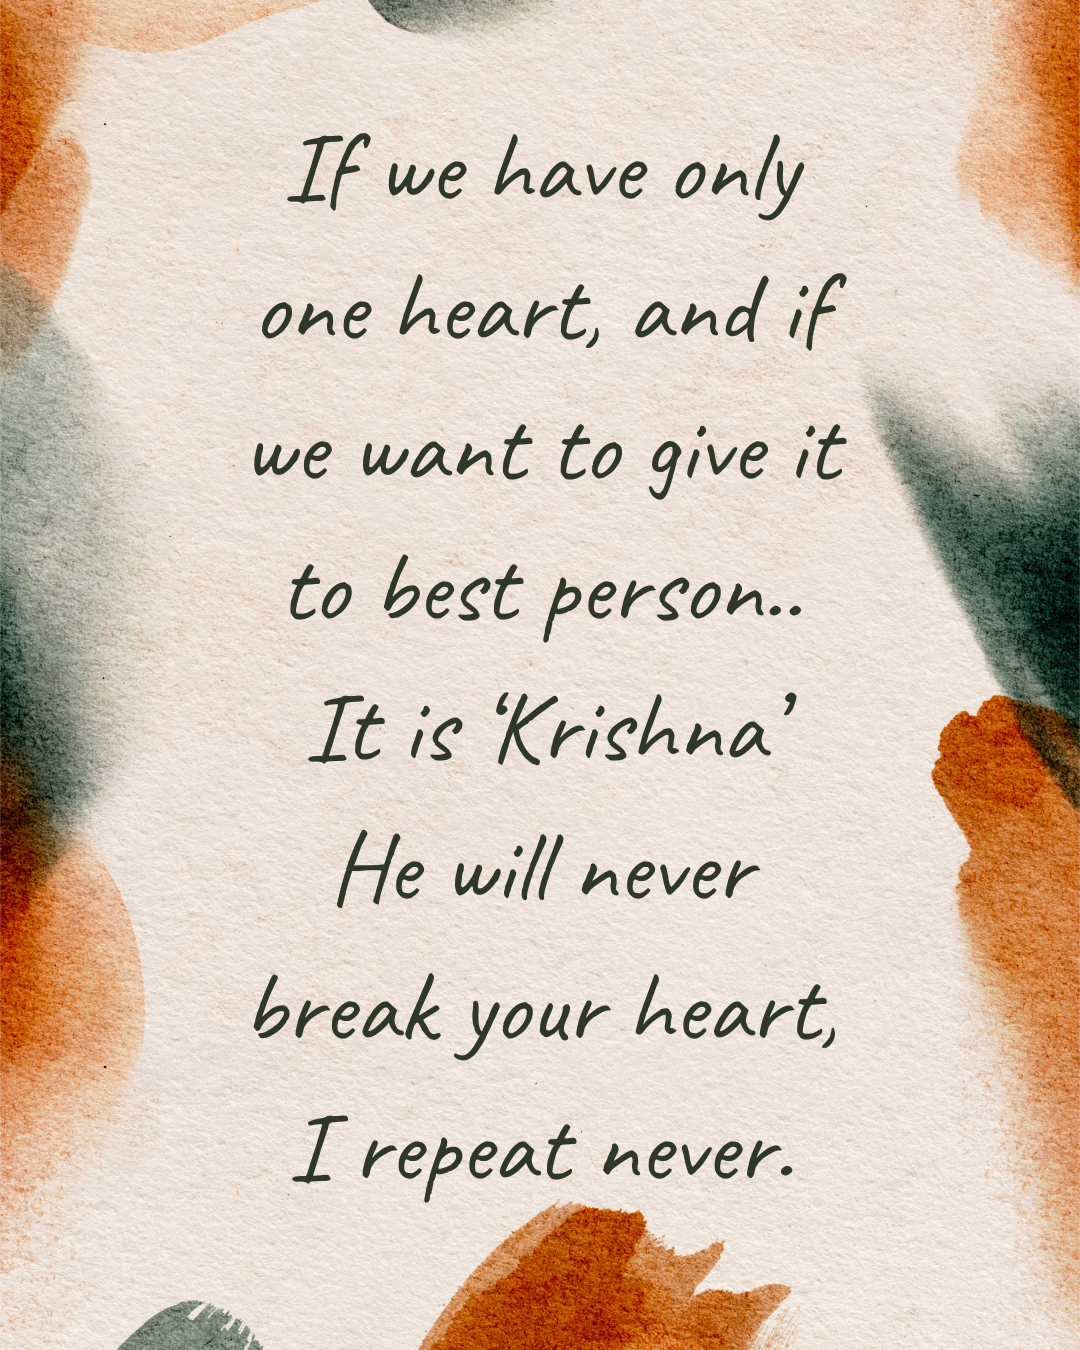 If we have only
one heart, and if
we want to give it
to best person..
It is ‘Krishna’
He will never
break your heart,
I repeat never.